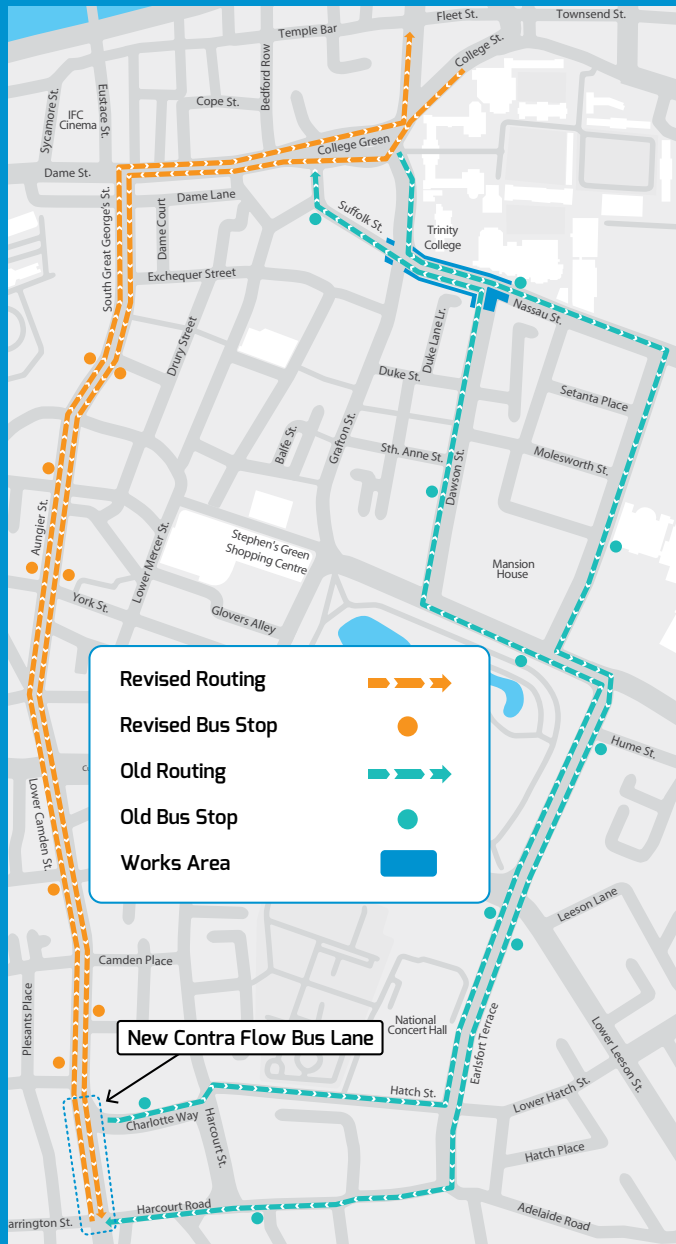 Fleet St.
Townsend St.
Temple Bar
College St.
Bedford Row
Eustace St.
Sycamore St.
IFC
Cinema
Cope St.
College Green
Dame St.
Dame Lane
Suffolk St.
Trinity
College
South Great George's St.
Dame Court
Exchequer Street
Nassau St.
Drury Street
Duke Lane Lr.
Duke St.
Setanta Place
Balfe St.
Grafton St.
Sth. Anne St.
Dawson St.
Molesworth St.
Aungier St.
Lower Mercer St.
Stephen's Green
Shopping Centre
Mansion
House
York St.
Glovers Alley
Revised Routing
Revised Bus Stop
Old Routing
Old Bus Stop
Works Area
Hume St.
Lower Camden St.
Leeson Lane
Camden Place
Plesants Place
National
Concert Hall
New Contra Flow Bus Lane
Earlsfort Terrace
Lower Leeson St.
Hatch St.
Lower Hatch St.
Charlotte Way
Harcourt St.
Hatch Place
Harcourt Road
arrington St.
Adelaide Road